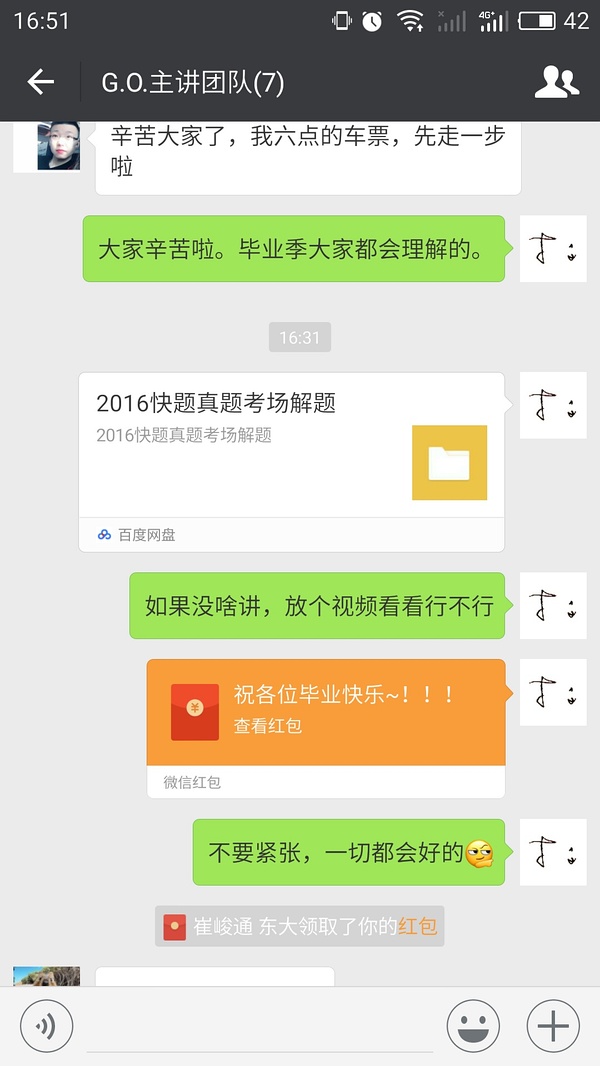 16:51
4G+
42
G.O.主讲团队(7)
辛苦大家了，我六点的车票，先走一步
啦
大家辛苦啦。毕业季大家都会理解的。
16:31
2016快题真题考场解题
2016快题真题考场解题
百度网盘
如果没啥讲，放个视频看看行不行
¥
祝各位毕业快乐~！！！
查看红包
微信红包
不要紧张，一切都会好的
崔峻通 东大领取了你的红包